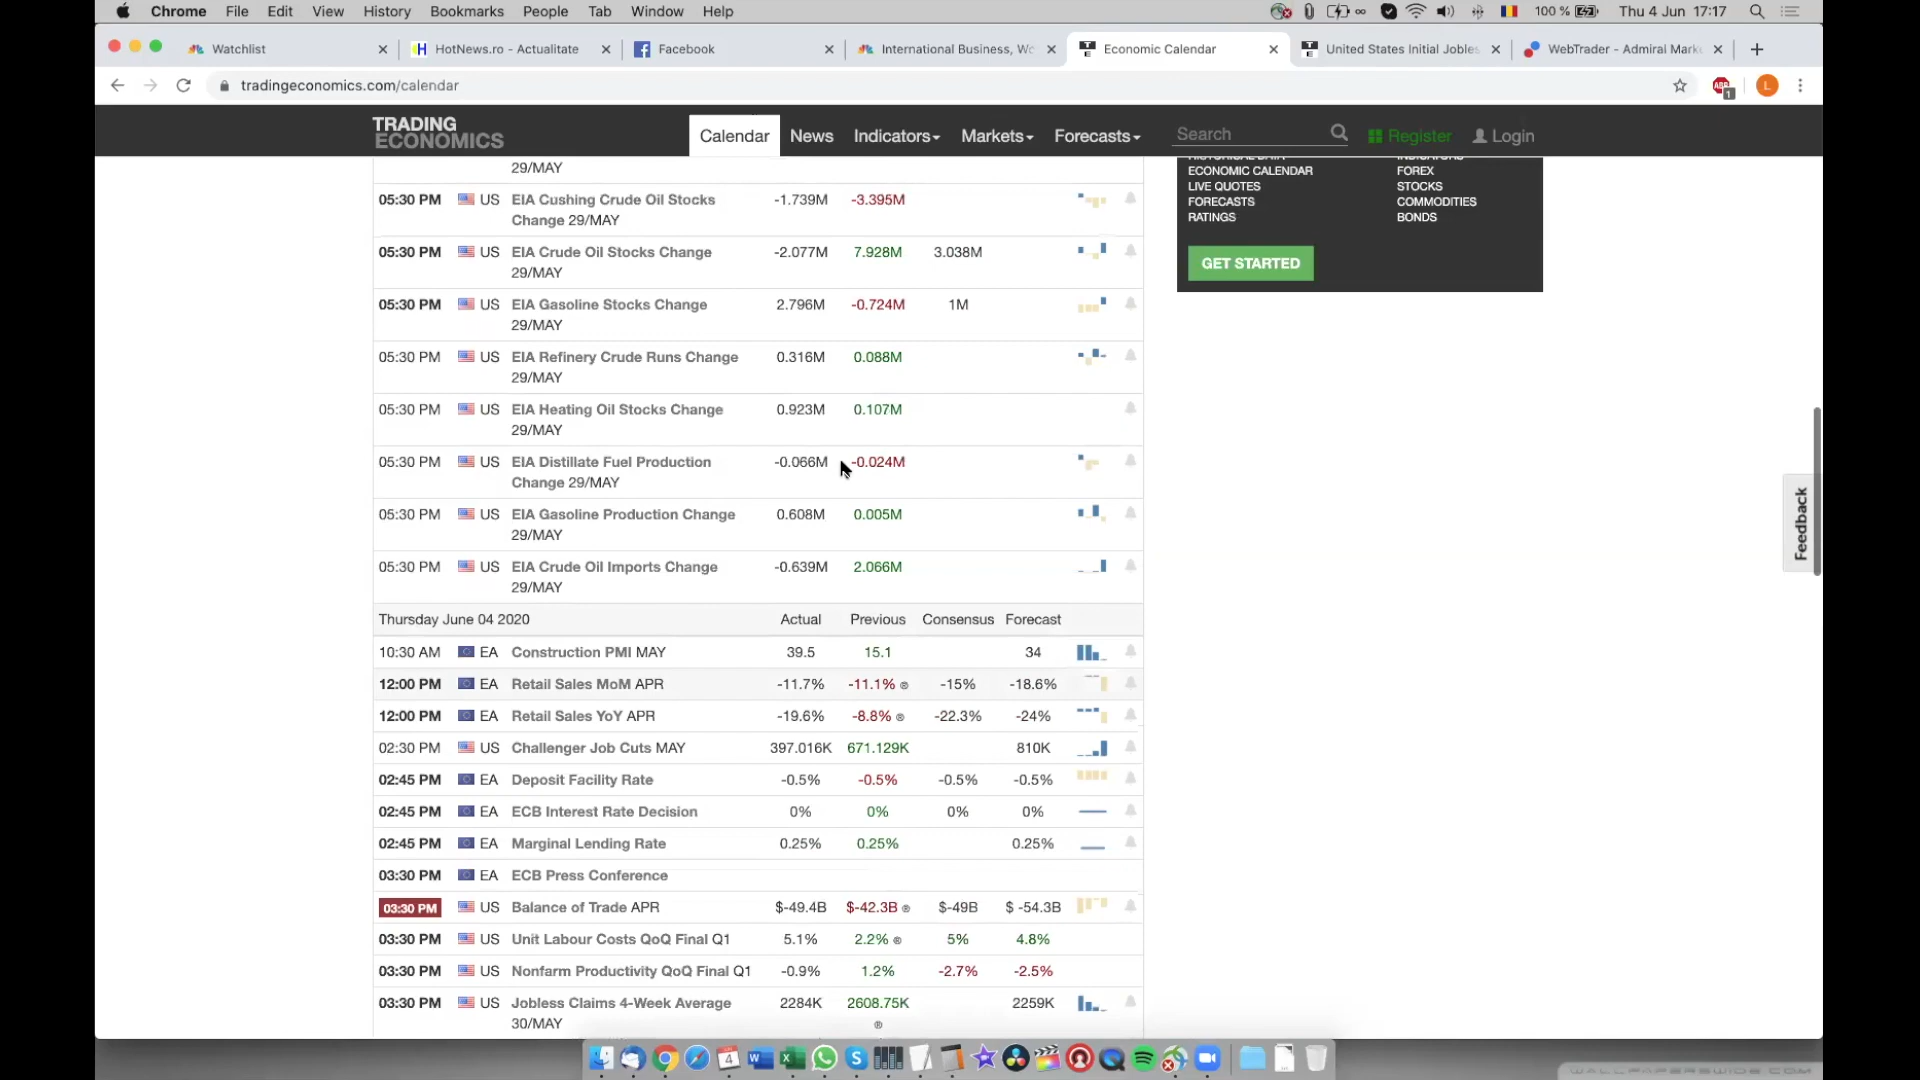 Chrome File Edit View History Bookmarks People Tab Window Help 100 % Thu 4 Jun 17:17
Watchlist HotNews.ro - Actualitate Facebook International Business, Wo Economic Calendar United States Initial Jobles WebTrader - Admiral Mark
tradingeconomics.com/calendar
TRADING
ECONOMICS
Calendar News Indicators Markets Forecasts Search Register Login
29/MAY
05:30 PM US EIA Cushing Crude Oil Stocks -1.739M -3.395M
Change 29/MAY
05:30 PM US EIA Crude Oil Stocks Change -2.077M 7.928M 3.038M
29/MAY
05:30 PM US EIA Gasoline Stocks Change 2.796M -0.724M 1M
29/MAY
05:30 PM US EIA Refinery Crude Runs Change 0.316M 0.088M
29/MAY
05:30 PM US EIA Heating Oil Stocks Change 0.923M 0.107M
29/MAY
05:30 PM US EIA Distillate Fuel Production -0.066M -0.024M
Change 29/MAY
05:30 PM US EIA Gasoline Production Change 0.608M 0.005M
29/MAY
05:30 PM US EIA Crude Oil Imports Change -0.639M 2.066M
29/MAY
Thursday June 04 2020 Actual Previous Consensus Forecast
10:30 AM EA Construction PMI MAY 39.5 15.1 34
12:00 PM EA Retail Sales MoM APR -11.7% -11.1% ® -15% -18.6%
12:00 PM EA Retail Sales YoY APR -19.6% -8.8% ® -22.3% -24%
02:30 PM US Challenger Job Cuts MAY 397.016K 671.129K 810K
02:45 PM EA Deposit Facility Rate -0.5% -0.5% -0.5% -0.5%
02:45 PM EA ECB Interest Rate Decision 0% 0% 0% 0%
02:45 PM EA Marginal Lending Rate 0.25% 0.25% 0.25%
03:30 PM EA ECB Press Conference
03:30 PM US Balance of Trade APR $-49.4B $-42.3B ® $-49B $ -54.3B
03:30 PM US Unit Labour Costs QoQ Final Q1 5.1% 2.2% ® 5% 4.8%
03:30 PM US Nonfarm Productivity QoQ Final Q1 -0.9% 1.2% -2.7% -2.5%
03:30 PM US Jobless Claims 4-Week Average 2284K 2608.75K 2259K
30/MAY ®
HISTORICAL DATA INDICATORS
ECONOMIC CALENDAR FOREX
LIVE QUOTES STOCKS
FORECASTS COMMODITIES
RATINGS BONDS
GET STARTED
Feedback